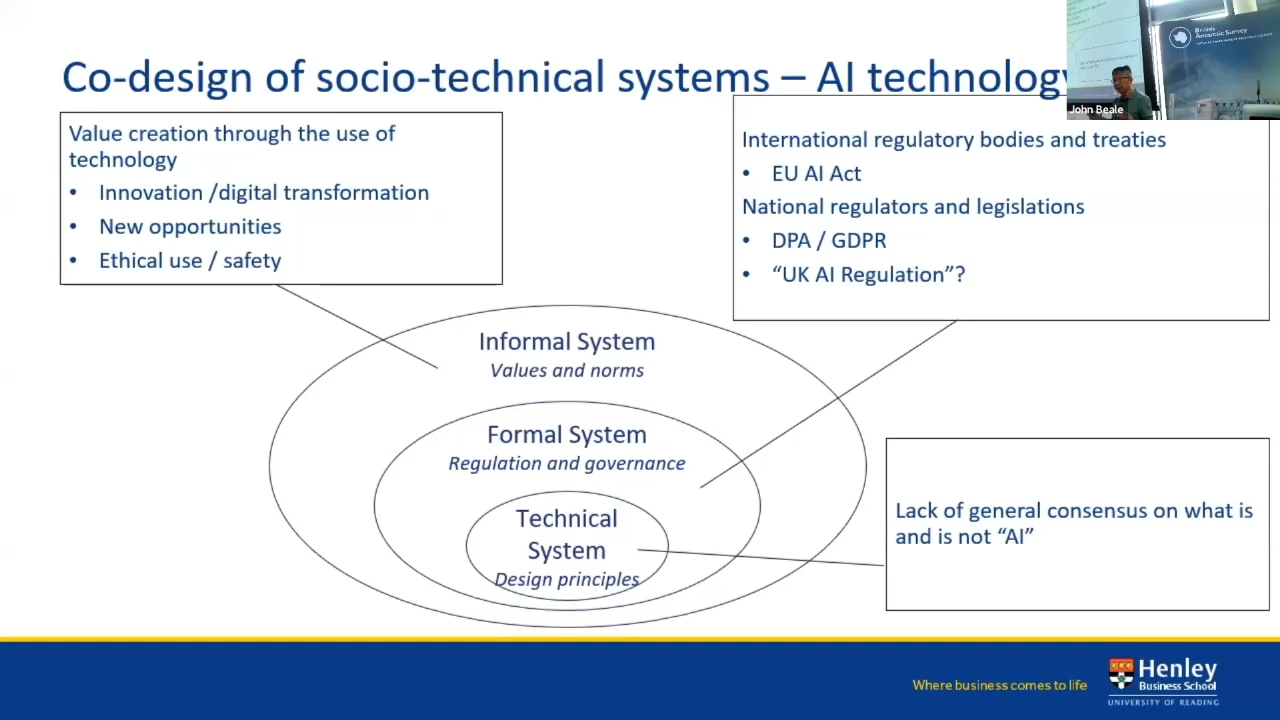 Co-design of socio-technical systems – AI technology
British
Antarctic Survey
John Beale
Value creation through the use of
technology
• Innovation /digital transformation
• New opportunities
• Ethical use / safety
International regulatory bodies and treaties
• EU AI Act
National regulators and legislations
• DPA / GDPR
• “UK AI Regulation”?
Informal System
Values and norms
Formal System
Regulation and governance
Technical
System
Design principles
Lack of general consensus on what is
and is not “AI”
Where business comes to life
Henley
Business School
UNIVERSITY OF READING